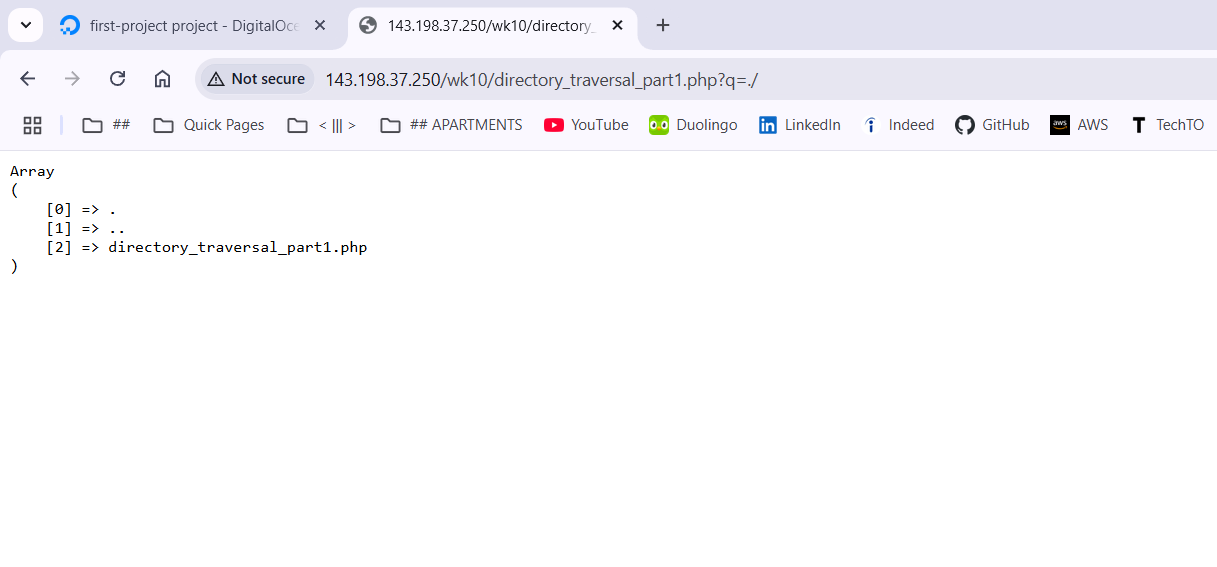 first-project project - DigitalOce
143.198.37.250/wk10/directory_
Not secure 143.198.37.250/wk10/directory_traversal_part1.php?q=./
## Quick Pages < ||| > ## APARTMENTS YouTube Duolingo LinkedIn Indeed GitHub aws AWS T TechTO
Array
(
    [0] => .
    [1] => ..
    [2] => directory_traversal_part1.php
)